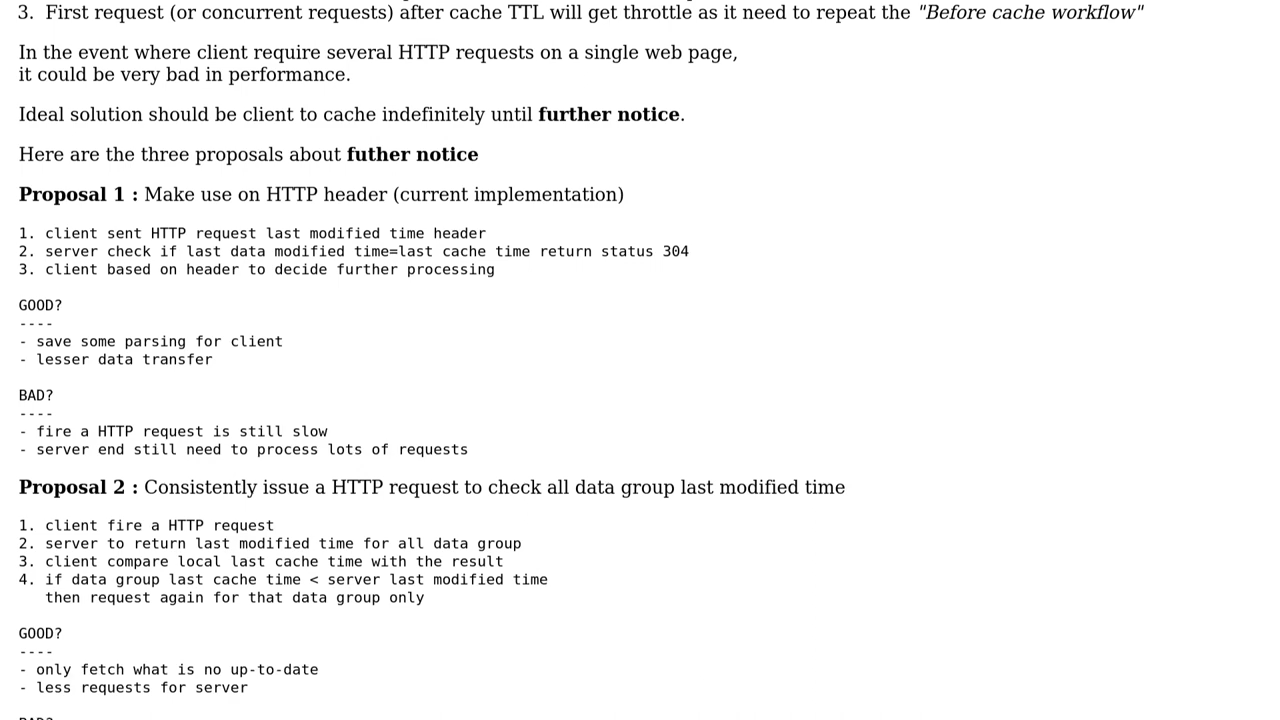 3. First request (or concurrent requests) after cache TTL will get throttle as it need to repeat the "Before cache workflow"
In the event where client require several HTTP requests on a single web page,
it could be very bad in performance.
Ideal solution should be client to cache indefinitely until further notice.
Here are the three proposals about futher notice
Proposal 1 : Make use on HTTP header (current implementation)
1. client sent HTTP request last modified time header
2. server check if last data modified time=last cache time return status 304
3. client based on header to decide further processing
GOOD?
----
- save some parsing for client
- lesser data transfer
BAD?
----
- fire a HTTP request is still slow
- server end still need to process lots of requests
Proposal 2 : Consistently issue a HTTP request to check all data group last modified time
1. client fire a HTTP request
2. server to return last modified time for all data group
3. client compare local last cache time with the result
4. if data group last cache time < server last modified time
then request again for that data group only
GOOD?
----
- only fetch what is no up-to-date
- less requests for server